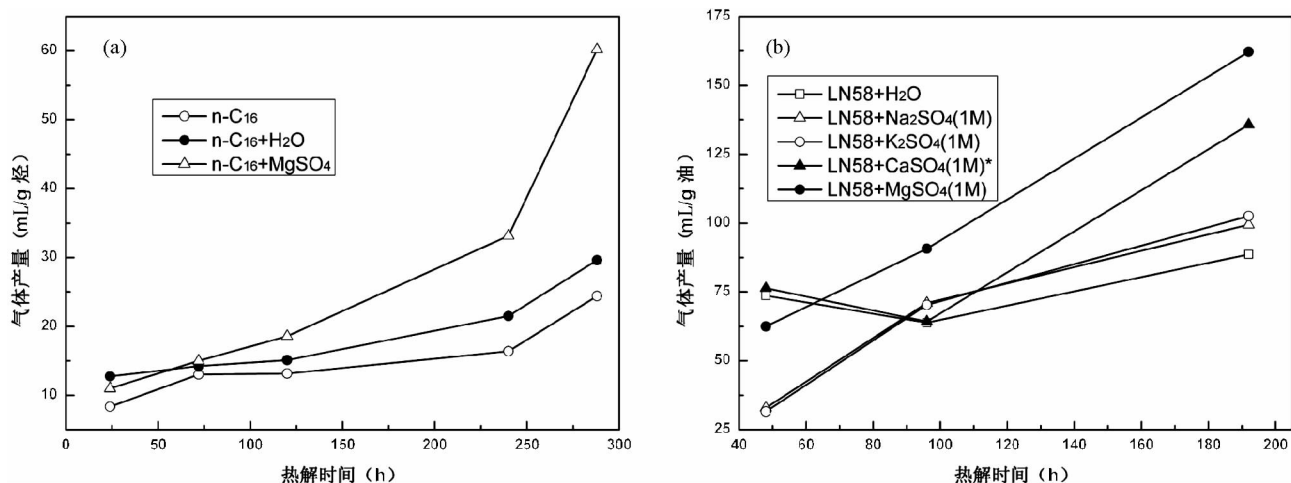 (a)
n-C₁₆
n-C₁₆+H₂O
n-C₁₆+MgSO₄
气体产量（mL/g 烃）
60
50
40
30
20
10
0
50
100
150
200
250
300
热解时间（h）
(b)
LN58+H₂O
LN58+Na₂SO₄(1M)
LN58+K₂SO₄(1M)
LN58+CaSO₄(1M)*
LN58+MgSO₄(1M)
气体产量（mL/g 油）
175
150
125
100
75
50
25
40
60
80
100
120
140
160
180
200
热解时间（h）